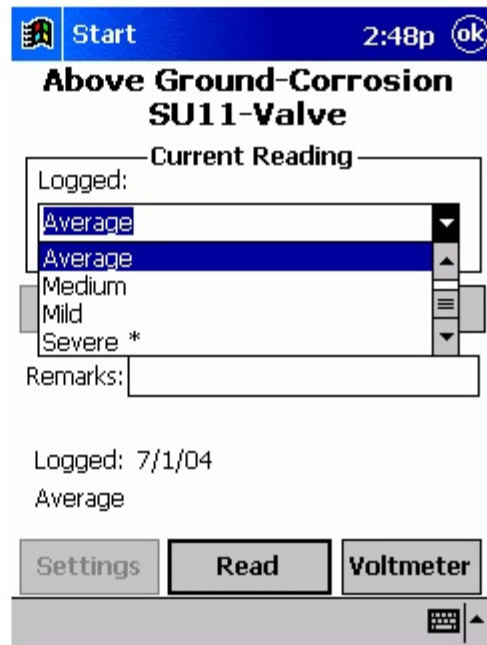 Start 2:48p ok
Above Ground-Corrosion
SU11-Valve
Current Reading
Logged:
Average
Average
Medium
Mild
Severe *
Remarks:
Logged: 7/1/04
Average
Settings Read Voltmeter